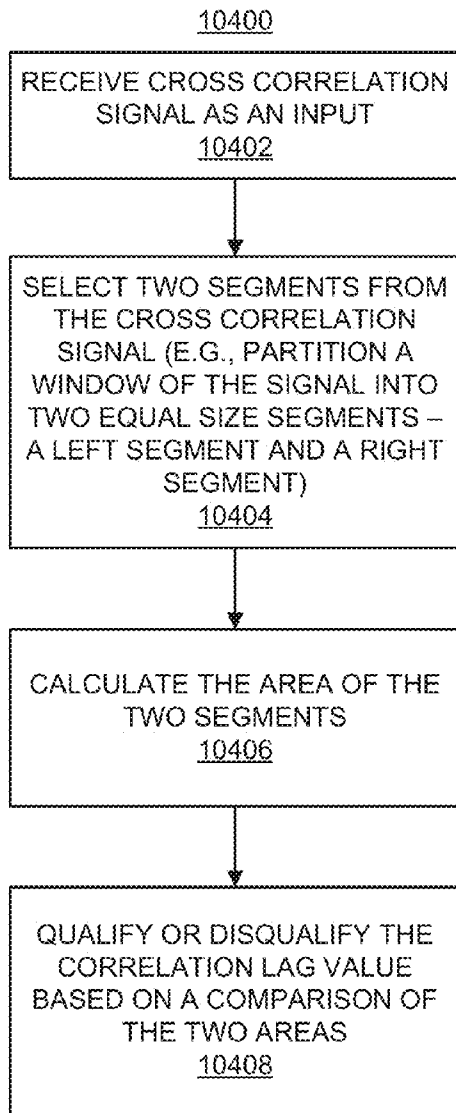 10400
RECEIVE CROSS CORRELATION
SIGNAL AS AN INPUT
10402
SELECT TWO SEGMENTS FROM
THE CROSS CORRELATION
SIGNAL (E.G., PARTITION A
WINDOW OF THE SIGNAL INTO
TWO EQUAL SIZE SEGMENTS –
A LEFT SEGMENT AND A RIGHT
SEGMENT)
10404
CALCULATE THE AREA OF THE
TWO SEGMENTS
10406
QUALIFY OR DISQUALIFY THE
CORRELATION LAG VALUE
BASED ON A COMPARISON OF
THE TWO AREAS
10408